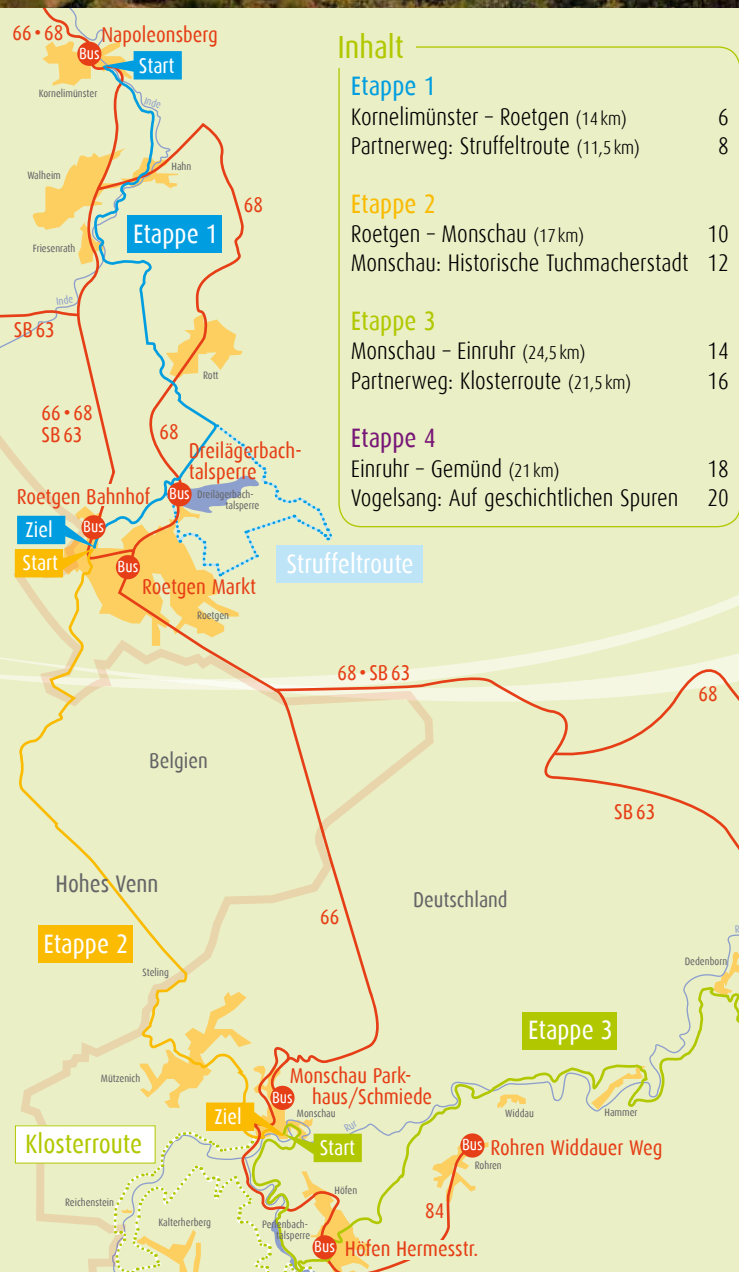 66 • 68
Napoleonsberg
Bus
Start
Kornelimünster
Inde
Walheim
Hahn
68
Friesenrath
Etappe 1
Inde
SB 63
Rott
66 • 68
SB 63
68
Dreilägerbach-
talsperre
Roetgen Bahnhof
Bus
Dreilägerbach-
talsperre
Ziel
Bus
Start
Bus
Struffeltroute
Roetgen Markt
Roetgen
Inhalt
Etappe 1
Kornelimünster – Roetgen (14 km) 6
Partnerweg: Struffeltroute (11,5 km) 8
Etappe 2
Roetgen – Monschau (17 km) 10
Monschau: Historische Tuchmacherstadt 12
Etappe 3
Monschau – Einruhr (24,5 km) 14
Partnerweg: Klosterroute (21,5 km) 16
Etappe 4
Einruhr – Gemünd (21 km) 18
Vogelsang: Auf geschichtlichen Spuren 20
68 • SB 63
68
Belgien
SB 63
Hohes Venn
Deutschland
66
Etappe 2
Steling
Dedenborn
Etappe 3
Mützenich
Monschau Park-
haus/Schmiede
Bus
Monschau
Ziel
Rur
Widdau
Hammer
Klosterroute
Start
Bus
Rohren Widdauer Weg
Rohren
Reichenstein
Höfen
Kalterherberg
84
Perlenbach-
talsperre
Bus
Höfen Hermesstr.